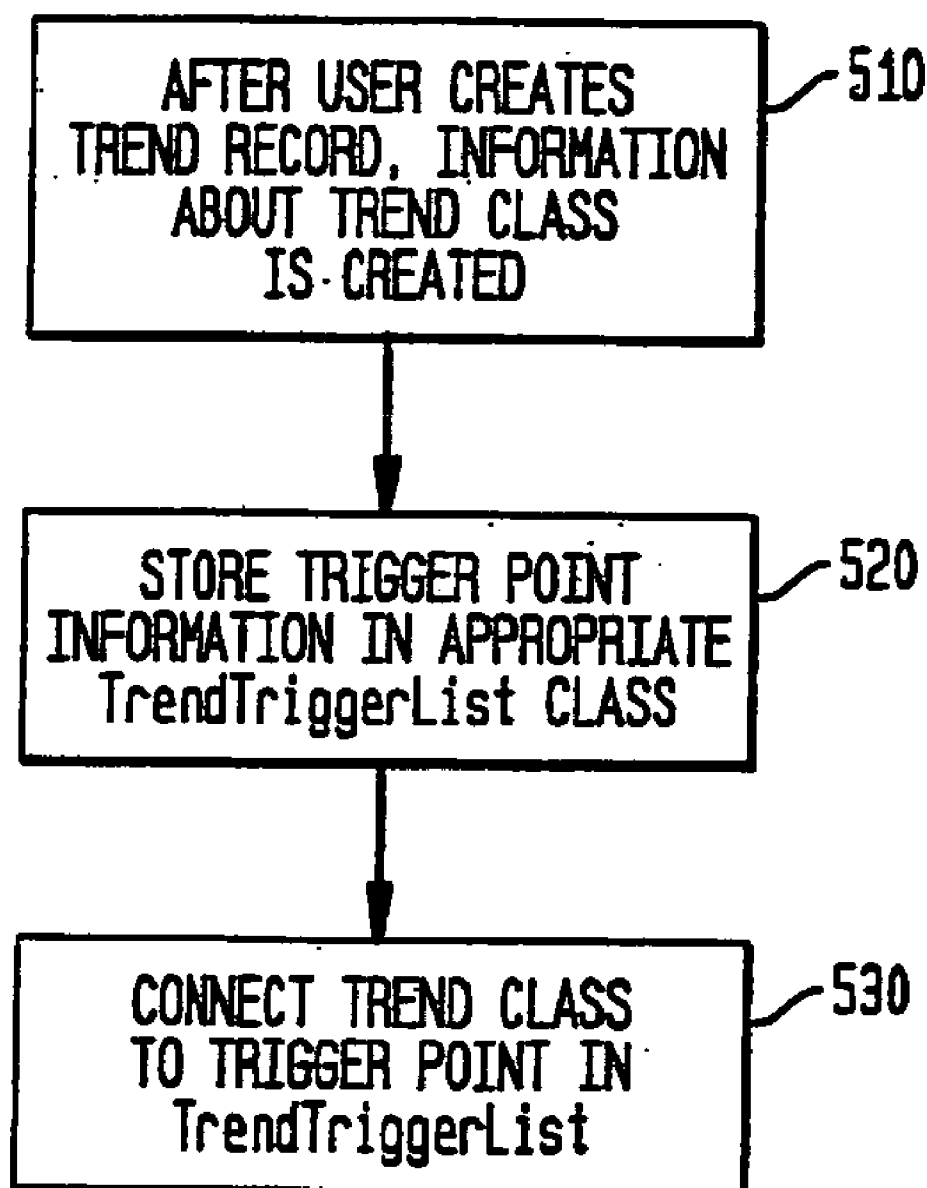 AFTER USER CREATES
TREND RECORD, INFORMATION
ABOUT TREND CLASS
IS CREATED
510
STORE TRIGGER POINT
INFORMATION IN APPROPRIATE
TrendTriggerList CLASS
520
CONNECT TREND CLASS
TO TRIGGER POINT IN
TrendTriggerList
530